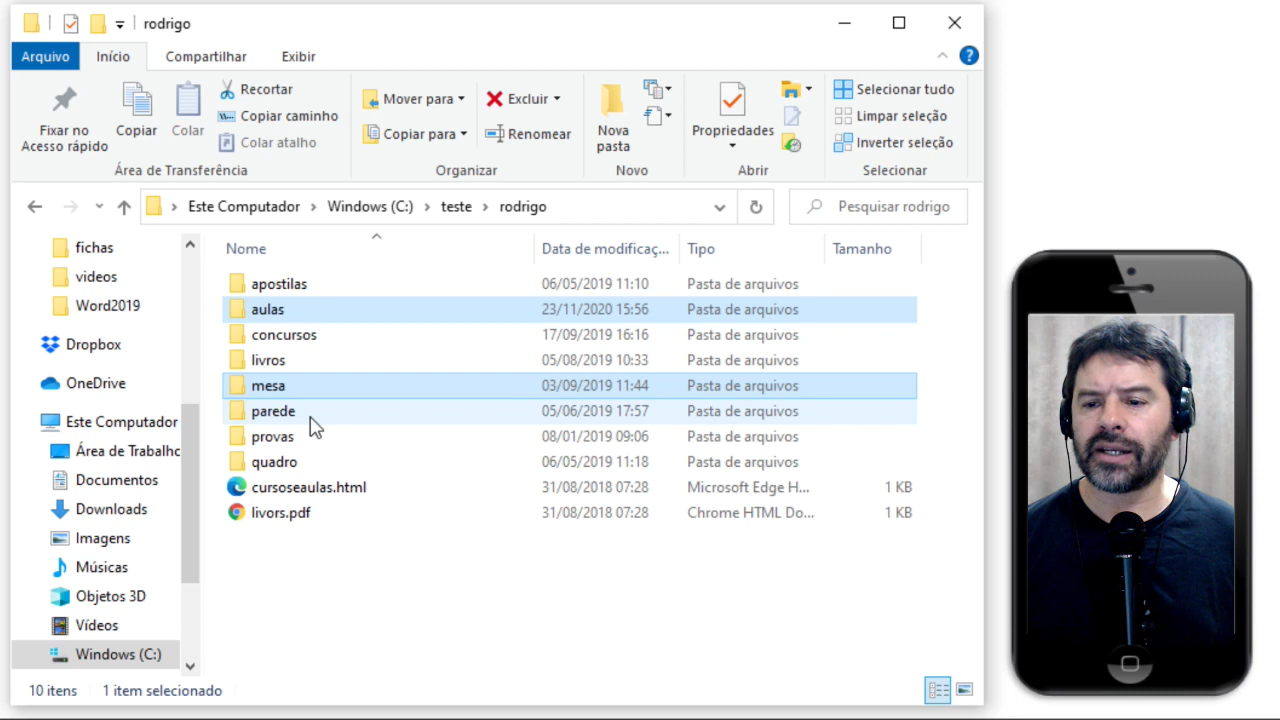 rodrigo
Arquivo Início Compartilhar Exibir
Fixar no
Acesso rápido
Copiar
Colar
Recortar
Copiar caminho
Colar atalho
Área de Transferência
Mover para
Copiar para
Excluir
Renomear
Organizar
Nova
pasta
Novo
Propriedades
Abrir
Selecionar tudo
Limpar seleção
Inverter seleção
Selecionar
Este Computador > Windows (C:) > teste > rodrigo
Pesquisar rodrigo
fichas
videos
Word2019
Dropbox
OneDrive
Este Computador
Área de Trabalho
Documentos
Downloads
Imagens
Músicas
Objetos 3D
Vídeos
Windows (C:)
Nome Data de modificaç... Tipo Tamanho
apostilas 06/05/2019 11:10 Pasta de arquivos
aulas 23/11/2020 15:56 Pasta de arquivos
concursos 17/09/2019 16:16 Pasta de arquivos
livros 05/08/2019 10:33 Pasta de arquivos
mesa 03/09/2019 11:44 Pasta de arquivos
parede 05/06/2019 17:57 Pasta de arquivos
provas 08/01/2019 09:06 Pasta de arquivos
quadro 06/05/2019 11:18 Pasta de arquivos
cursoseaulas.html 31/08/2018 07:28 Microsoft Edge H... 1 KB
livors.pdf 31/08/2018 07:28 Chrome HTML Do... 1 KB
10 itens 1 item selecionado